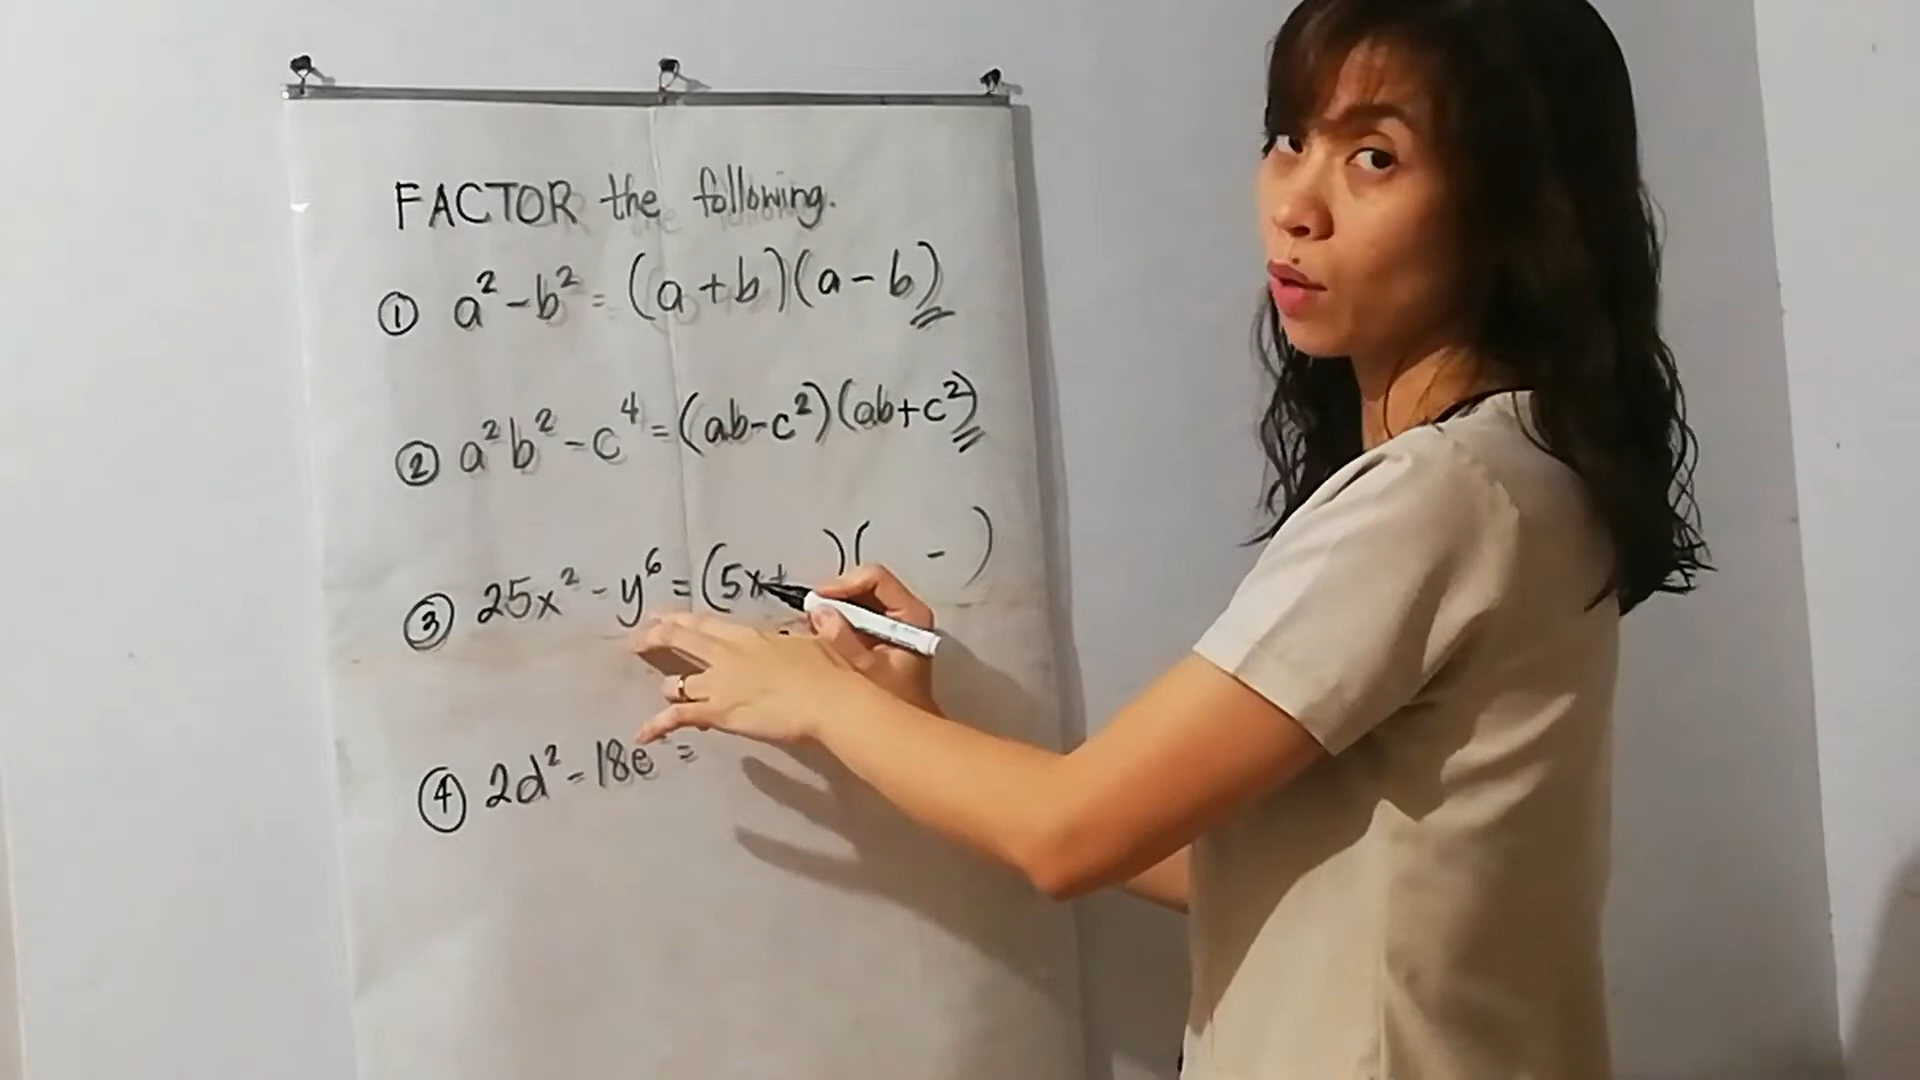 FACTOR the following.
① a² - b² = (a + b)(a - b)
② a²b² - c⁴ = (ab - c²)(ab + c²)
③ 25x² - y⁶ = (5x+ )( - )
④ 2d² - 18e =